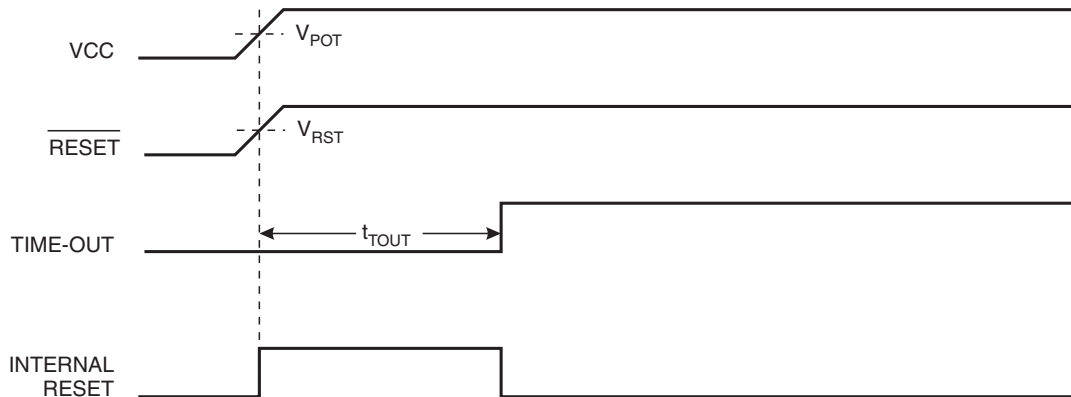 VCC
V_POT
RESET
V_RST
TIME-OUT
t_TOUT
INTERNAL
RESET